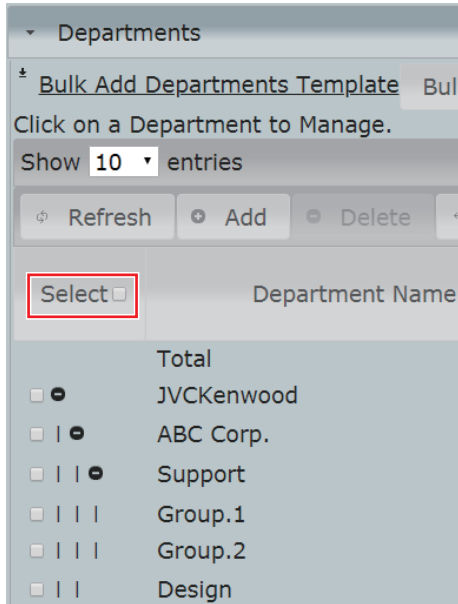 Departments
Bulk Add Departments Template Bul
Click on a Department to Manage.
Show 10 entries
Refresh Add Delete
Select Department Name
Total
JVCKenwood
| ABC Corp.
| | Support
| | | Group.1
| | | Group.2
| | Design